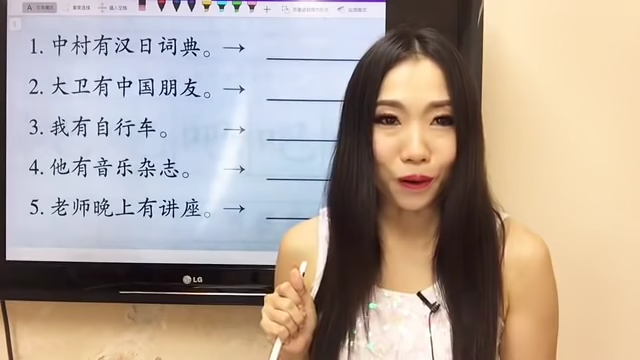 1. 中村有汉日词典。→
2. 大卫有中国朋友。→
3. 我有自行车。→
4. 他有音乐杂志。→
5. 老师晚上有讲座。→
LG